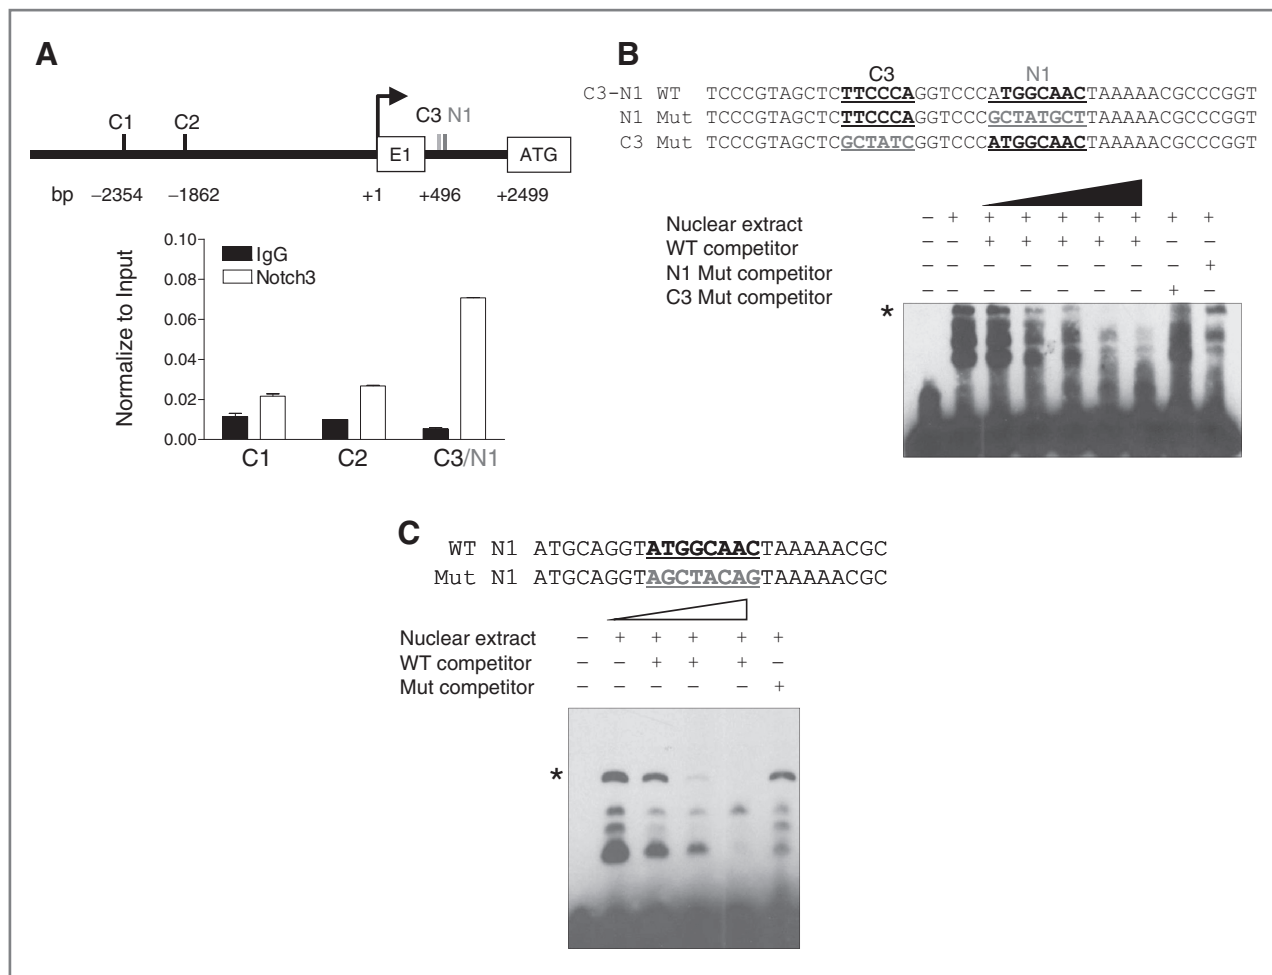 A
C1 C2 C3 N1
E1 ATG
bp −2354 −1862 +1 +496 +2499
Normalize to Input
0.10
0.08
0.06
0.04
0.02
0.00
IgG
Notch3
C1 C2 C3/N1
B
C3 N1
C3-N1 WT TCCCGTAGCTCTTCCCAGGTCCCATGGCAACTAAAAACGCCCGGT
N1 Mut TCCCGTAGCTCTTCCCAGGTCCCGCTATGCTTAAAAACGCCCGGT
C3 Mut TCCCGTAGCTCGCTATCGGTCCCATGGCAACTAAAAACGCCCGGT
Nuclear extract − + + + + + + + +
WT competitor − − + + + + + − −
N1 Mut competitor − − − − − − − − +
C3 Mut competitor − − − − − − − + −
*
C
WT N1 ATGCAGGTATGGCAACTAAAAACGC
Mut N1 ATGCAGGTAGCTACAGTAAAAACGC
Nuclear extract − + + + + +
WT competitor − − + + + −
Mut competitor − − − − − +
*